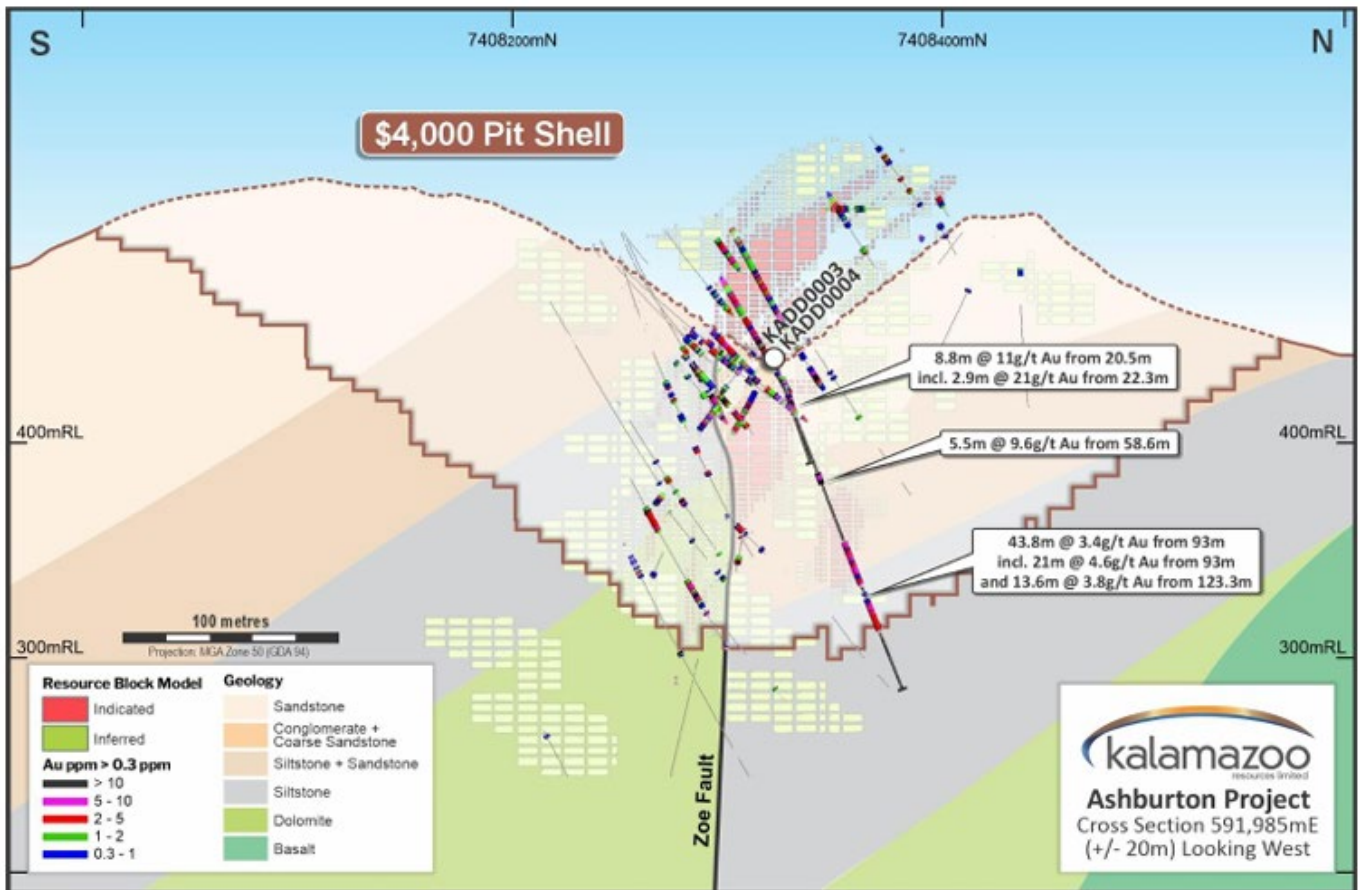 S
7408200mN
7408400mN
N
$4,000 Pit Shell
KADD0003
KADD0004
8.8m @ 11g/t Au from 20.5m
incl. 2.9m @ 21g/t Au from 22.3m
400mRL
400mRL
5.5m @ 9.6g/t Au from 58.6m
43.8m @ 3.4g/t Au from 93m
incl. 21m @ 4.6g/t Au from 93m
and 13.6m @ 3.8g/t Au from 123.3m
100 metres
Projection: MGA Zone 50 (GDA 94)
300mRL
300mRL
Zoe Fault
Resource Block Model
Indicated
Inferred
Au ppm > 0.3 ppm
> 10
5 - 10
2 - 5
1 - 2
0.3 - 1
Geology
Sandstone
Conglomerate +
Coarse Sandstone
Siltstone + Sandstone
Siltstone
Dolomite
Basalt
kalamazoo
resources limited
Ashburton Project
Cross Section 591,985mE
(+/- 20m) Looking West